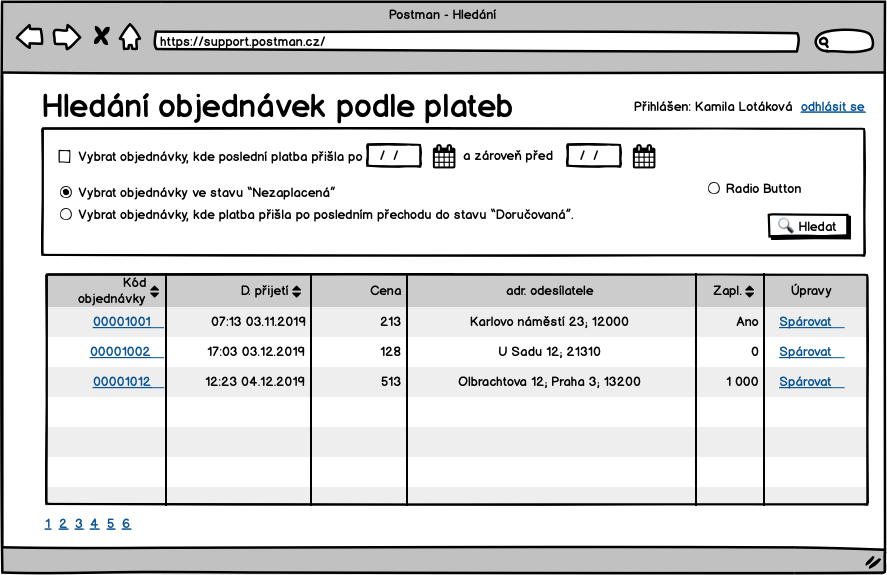 Postman - Hledání
https://support.postman.cz/
Hledání objednávek podle plateb
Přihlášen: Kamila Lotáková odhlásit se
Vybrat objednávky, kde poslední platba přišla po / / a zároveň před / /
Vybrat objednávky ve stavu "Nezaplacená"
Radio Button
Vybrat objednávky, kde platba přišla po posledním přechodu do stavu "Doručovaná".
Hledat
Kód objednávky D. přijetí Cena adr. odesílatele Zapl. Úpravy
00001001 07:13 03.11.2019 213 Karlovo náměstí 23, 12000 Ano Spárovat
00001002 17:03 03.12.2019 128 U Sadu 12, 21310 0 Spárovat
00001012 12:23 04.12.2019 513 Olbrachtova 12, Praha 3, 13200 1 000 Spárovat
1 2 3 4 5 6